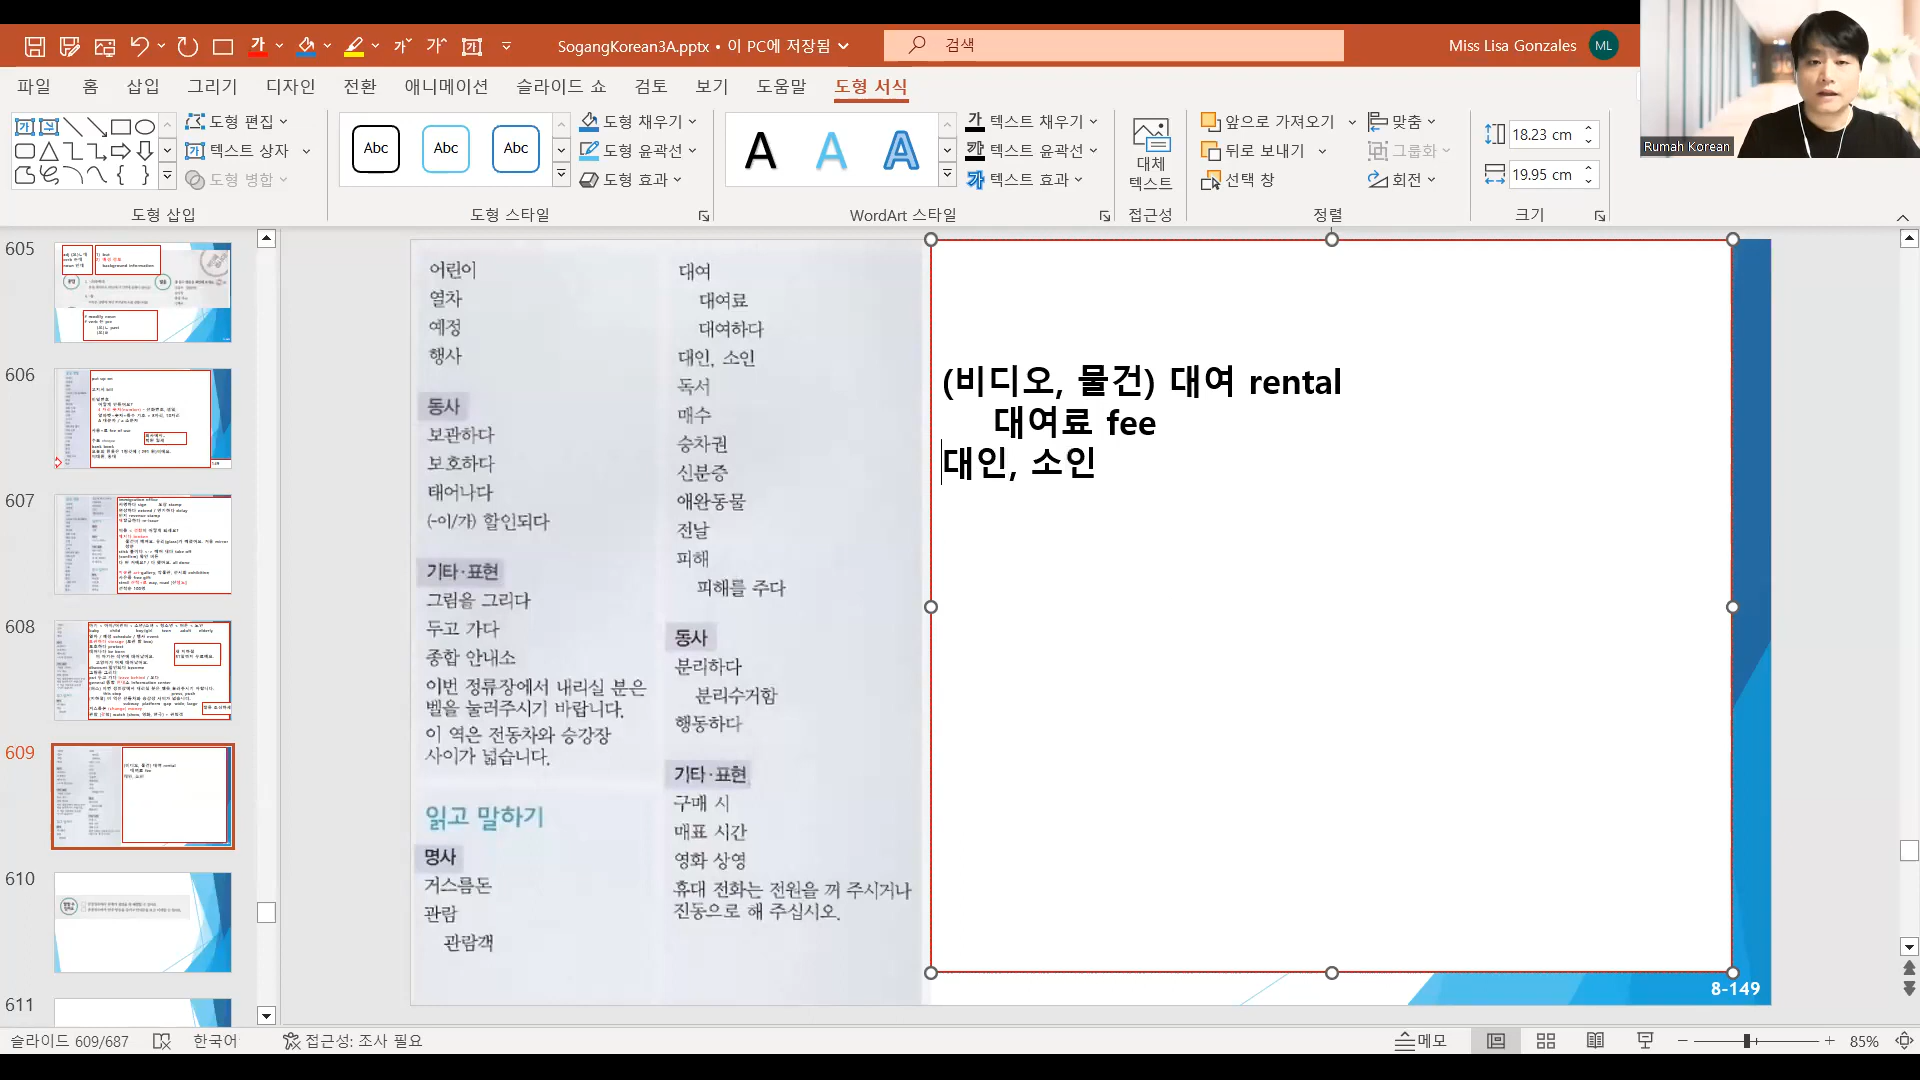 SogangKorean3A.pptx • 이 PC에 저장됨
검색
Miss Lisa Gonzales
ML
파일 홈 삽입 그리기 디자인 전환 애니메이션 슬라이드 쇼 검토 보기 도움말 도형 서식
Rumah Korean
도형 편집
텍스트 상자
도형 병합
도형 삽입
Abc Abc Abc
도형 채우기
도형 윤곽선
도형 효과
도형 스타일
A A A
텍스트 채우기
텍스트 윤곽선
텍스트 효과
WordArt 스타일
대체
텍스트
접근성
앞으로 가져오기
뒤로 보내기
선택 창
맞춤
그룹화
회전
정렬
18.23 cm
19.95 cm
크기
605
606
607
608
609
610
611
어린이
열차
예정
행사
동사
보관하다
보호하다
태어나다
(-이/가) 할인되다
기타·표현
그림을 그리다
두고 가다
종합 안내소
이번 정류장에서 내리실 분은
벨을 눌러주시기 바랍니다.
이 역은 전동차와 승강장
사이가 넓습니다.
읽고 말하기
명사
거스름돈
관람
관람객
대여
대여료
대여하다
대인, 소인
독서
매수
승차권
신분증
애완동물
전날
피해
피해를 주다
동사
분리하다
분리수거함
행동하다
기타·표현
구매 시
매표 시간
영화 상영
휴대 전화는 전원을 꺼 주시거나
진동으로 해 주십시오.
(비디오, 물건) 대여 rental
대여료 fee
대인, 소인
8-149
슬라이드 609/687
한국어
접근성: 조사 필요
메모
85%